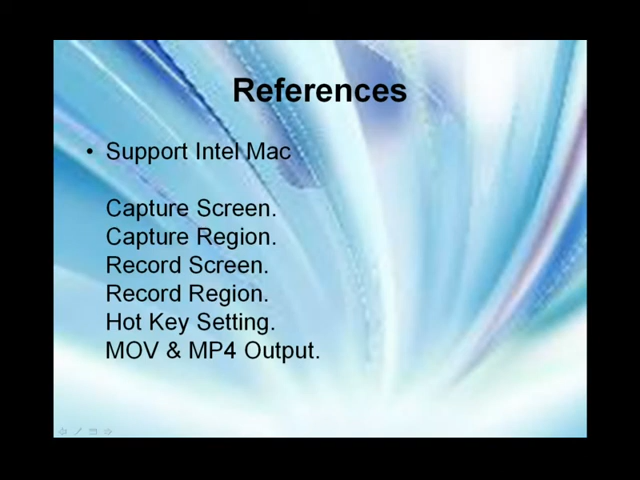 References
• Support Intel Mac
Capture Screen.
Capture Region.
Record Screen.
Record Region.
Hot Key Setting.
MOV & MP4 Output.